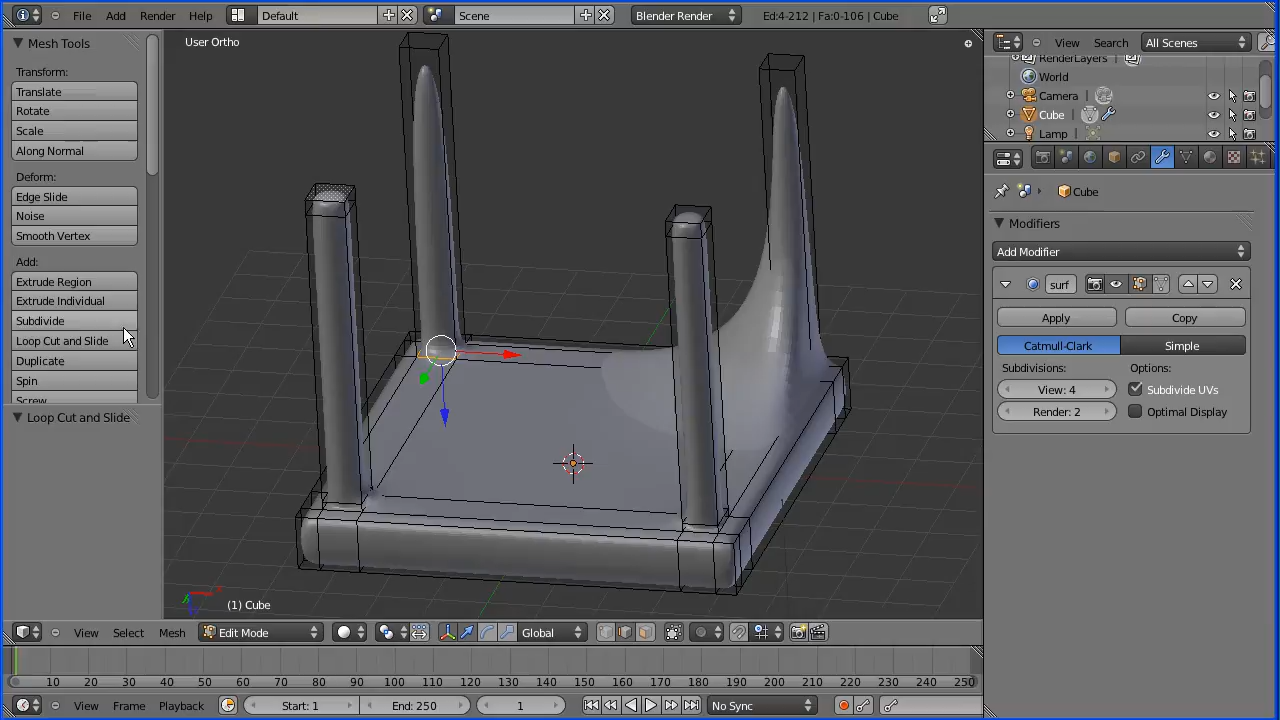 File Add Render Help Default Scene Blender Render Ed:4-212 | Fa:0-106 | Cube
Mesh Tools
Transform:
Translate
Rotate
Scale
Along Normal
Deform:
Edge Slide
Noise
Smooth Vertex
Add:
Extrude Region
Extrude Individual
Subdivide
Loop Cut and Slide
Duplicate
Spin
Screw
Loop Cut and Slide
User Ortho
(1) Cube
View Select Mesh Edit Mode Global
View Search All Scenes
RenderLayers
World
Camera
Cube
Lamp
Cube
Modifiers
Add Modifier
surf
Apply Copy
Catmull-Clark Simple
Subdivisions: Options:
View: 4 Subdivide UVs
Render: 2 Optimal Display
10 20 30 40 50 60 70 80 90 100 110 120 130 140 150 160 170 180 190 200 210 220 230 240 250
View Frame Playback Start: 1 End: 250 1 No Sync